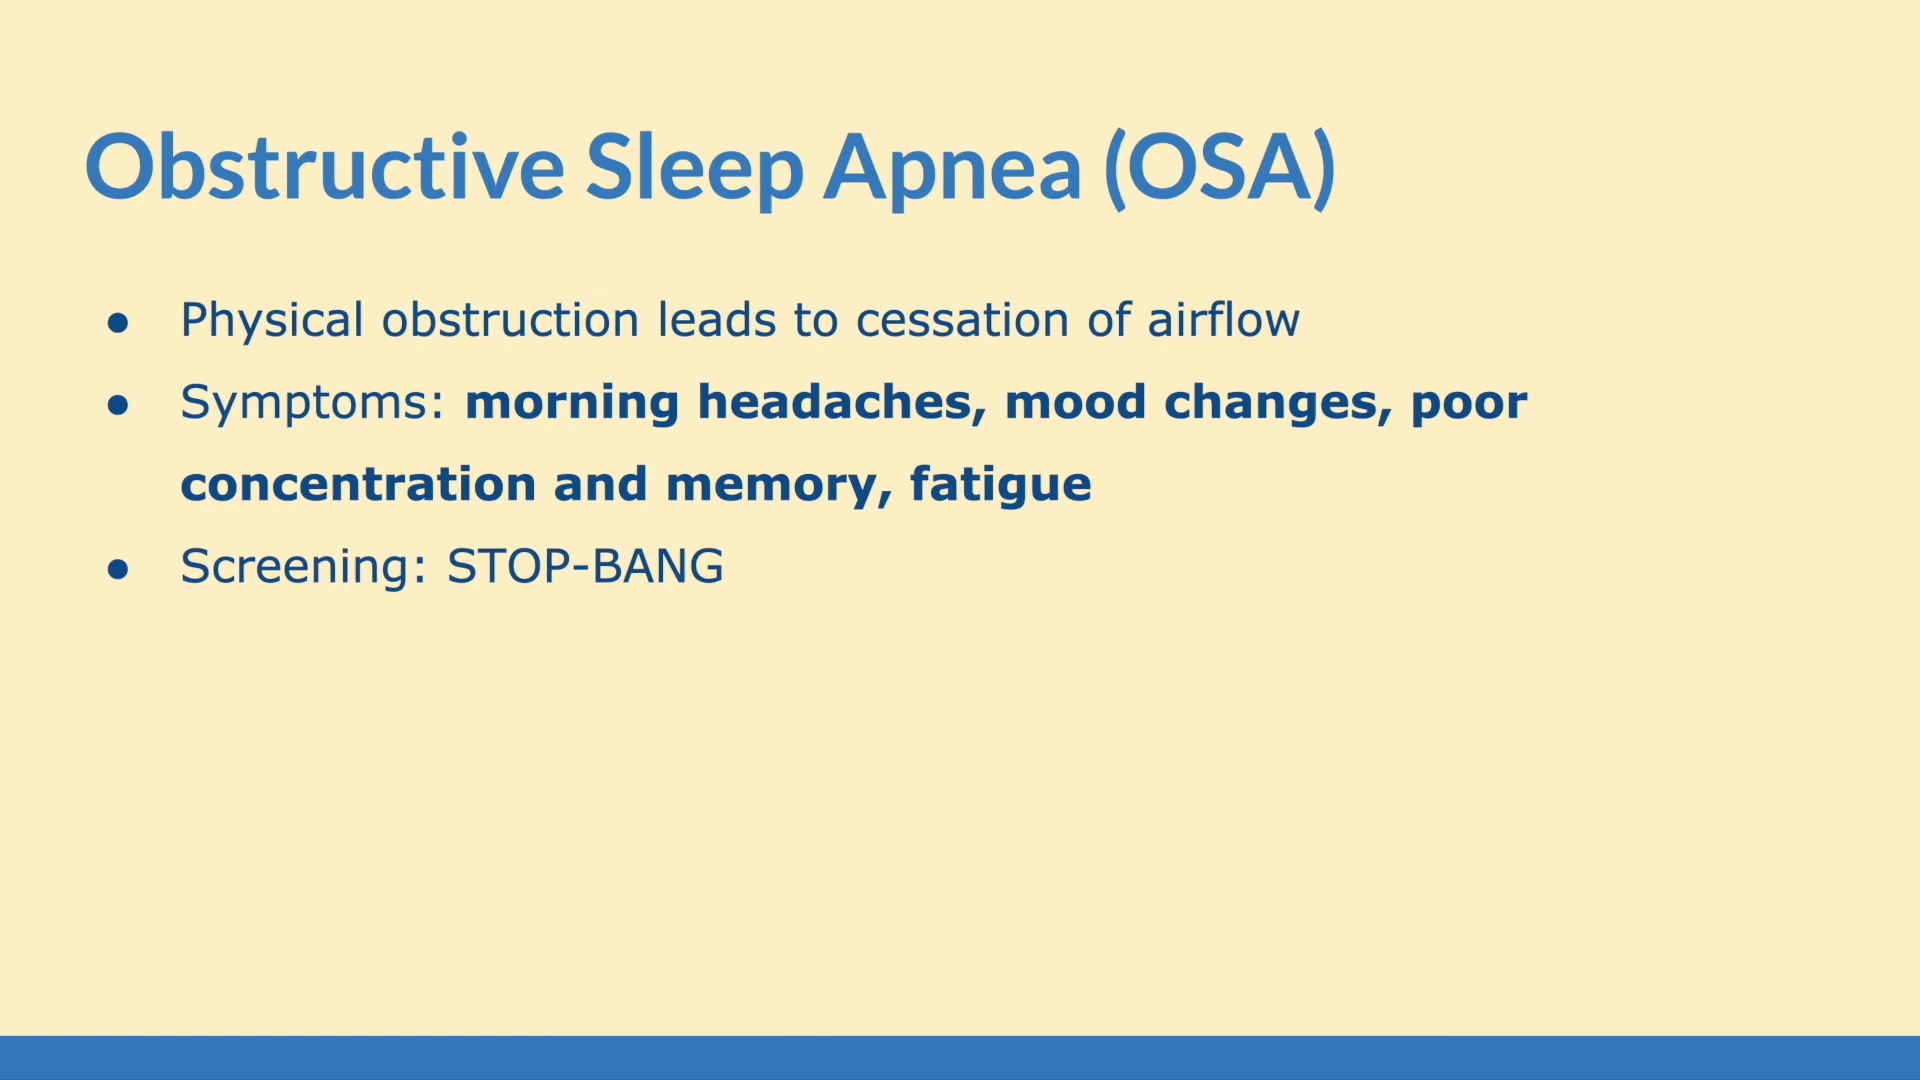 Obstructive Sleep Apnea (OSA)
● Physical obstruction leads to cessation of airflow
● Symptoms: morning headaches, mood changes, poor
concentration and memory, fatigue
● Screening: STOP-BANG